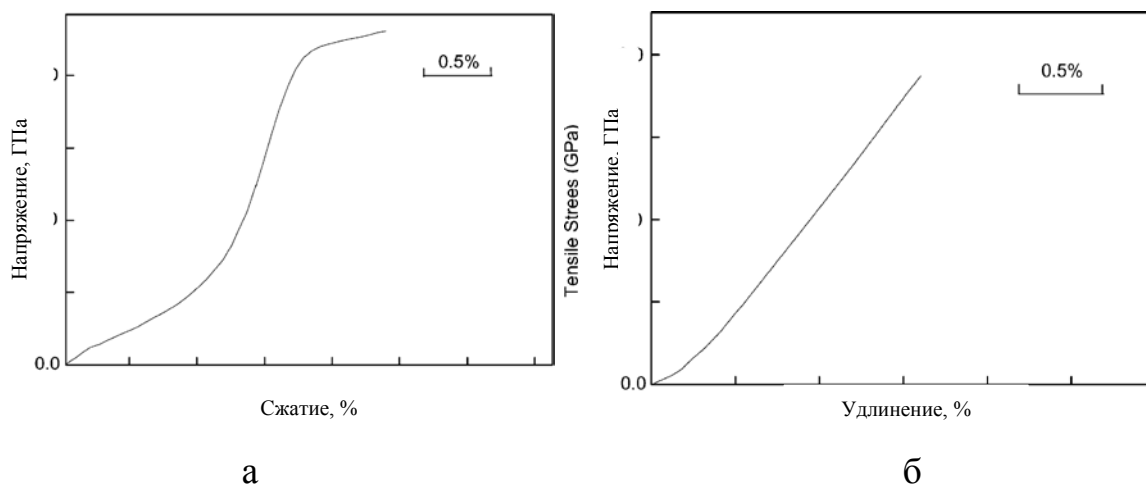 Напряжение, ГПа
0.5%
0.0
Сжатие, %
а
Tensile Strees (GPa)
Напряжение. ГПа
0.5%
0.0
Удлинение, %
б